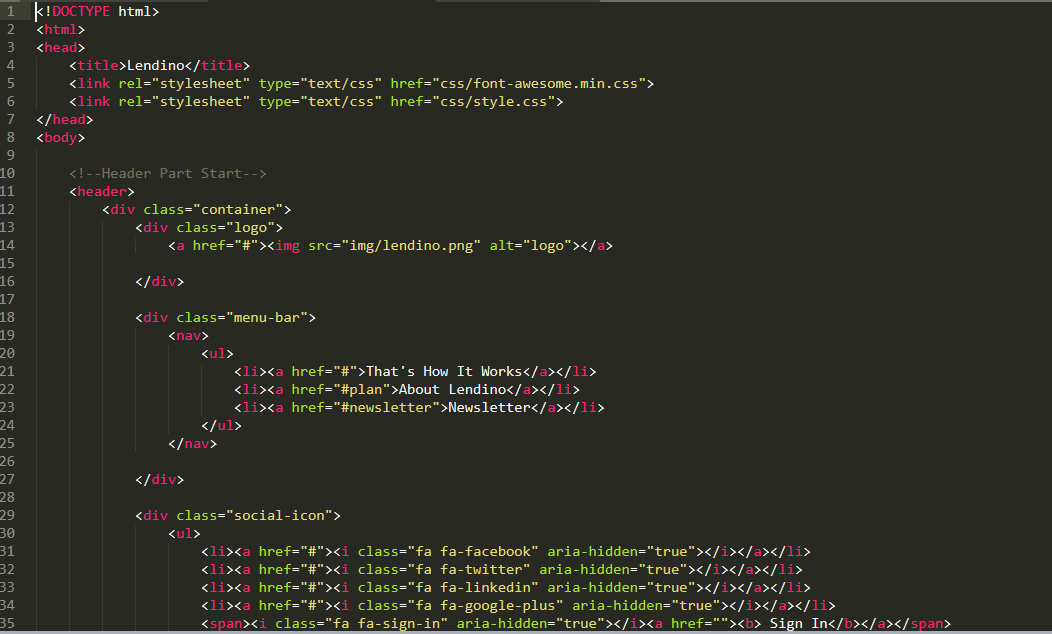 1 <!DOCTYPE html>
2 <html>
3 <head>
4     <title>Lendino</title>
5     <link rel="stylesheet" type="text/css" href="css/font-awesome.min.css">
6     <link rel="stylesheet" type="text/css" href="css/style.css">
7 </head>
8 <body>
9
10     <!--Header Part Start-->
11     <header>
12         <div class="container">
13             <div class="logo">
14                 <a href="#"><img src="img/lendino.png" alt="logo"></a>
15
16             </div>
17
18             <div class="menu-bar">
19                 <nav>
20                     <ul>
21                         <li><a href="#">That's How It Works</a></li>
22                         <li><a href="#plan">About Lendino</a></li>
23                         <li><a href="#newsletter">Newsletter</a></li>
24                     </ul>
25                 </nav>
26
27             </div>
28
29             <div class="social-icon">
30                 <ul>
31                     <li><a href="#"><i class="fa fa-facebook" aria-hidden="true"></i></a></li>
32                     <li><a href="#"><i class="fa fa-twitter" aria-hidden="true"></i></a></li>
33                     <li><a href="#"><i class="fa fa-linkedin" aria-hidden="true"></i></a></li>
34                     <li><a href="#"><i class="fa fa-google-plus" aria-hidden="true"></i></a></li>
35                     <span><i class="fa fa-sign-in" aria-hidden="true"></i><a href=""><b> Sign In</b></a></span>